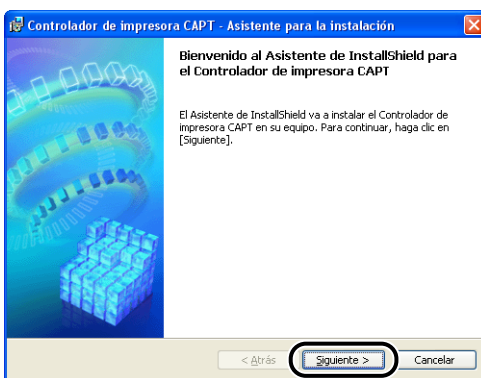 Controlador de impresora CAPT - Asistente para la instalación
Bienvenido al Asistente de InstallShield para
el Controlador de impresora CAPT
El Asistente de InstallShield va a instalar el Controlador de
impresora CAPT en su equipo. Para continuar, haga clic en
[Siguiente].
< Atrás
Siguiente >
Cancelar